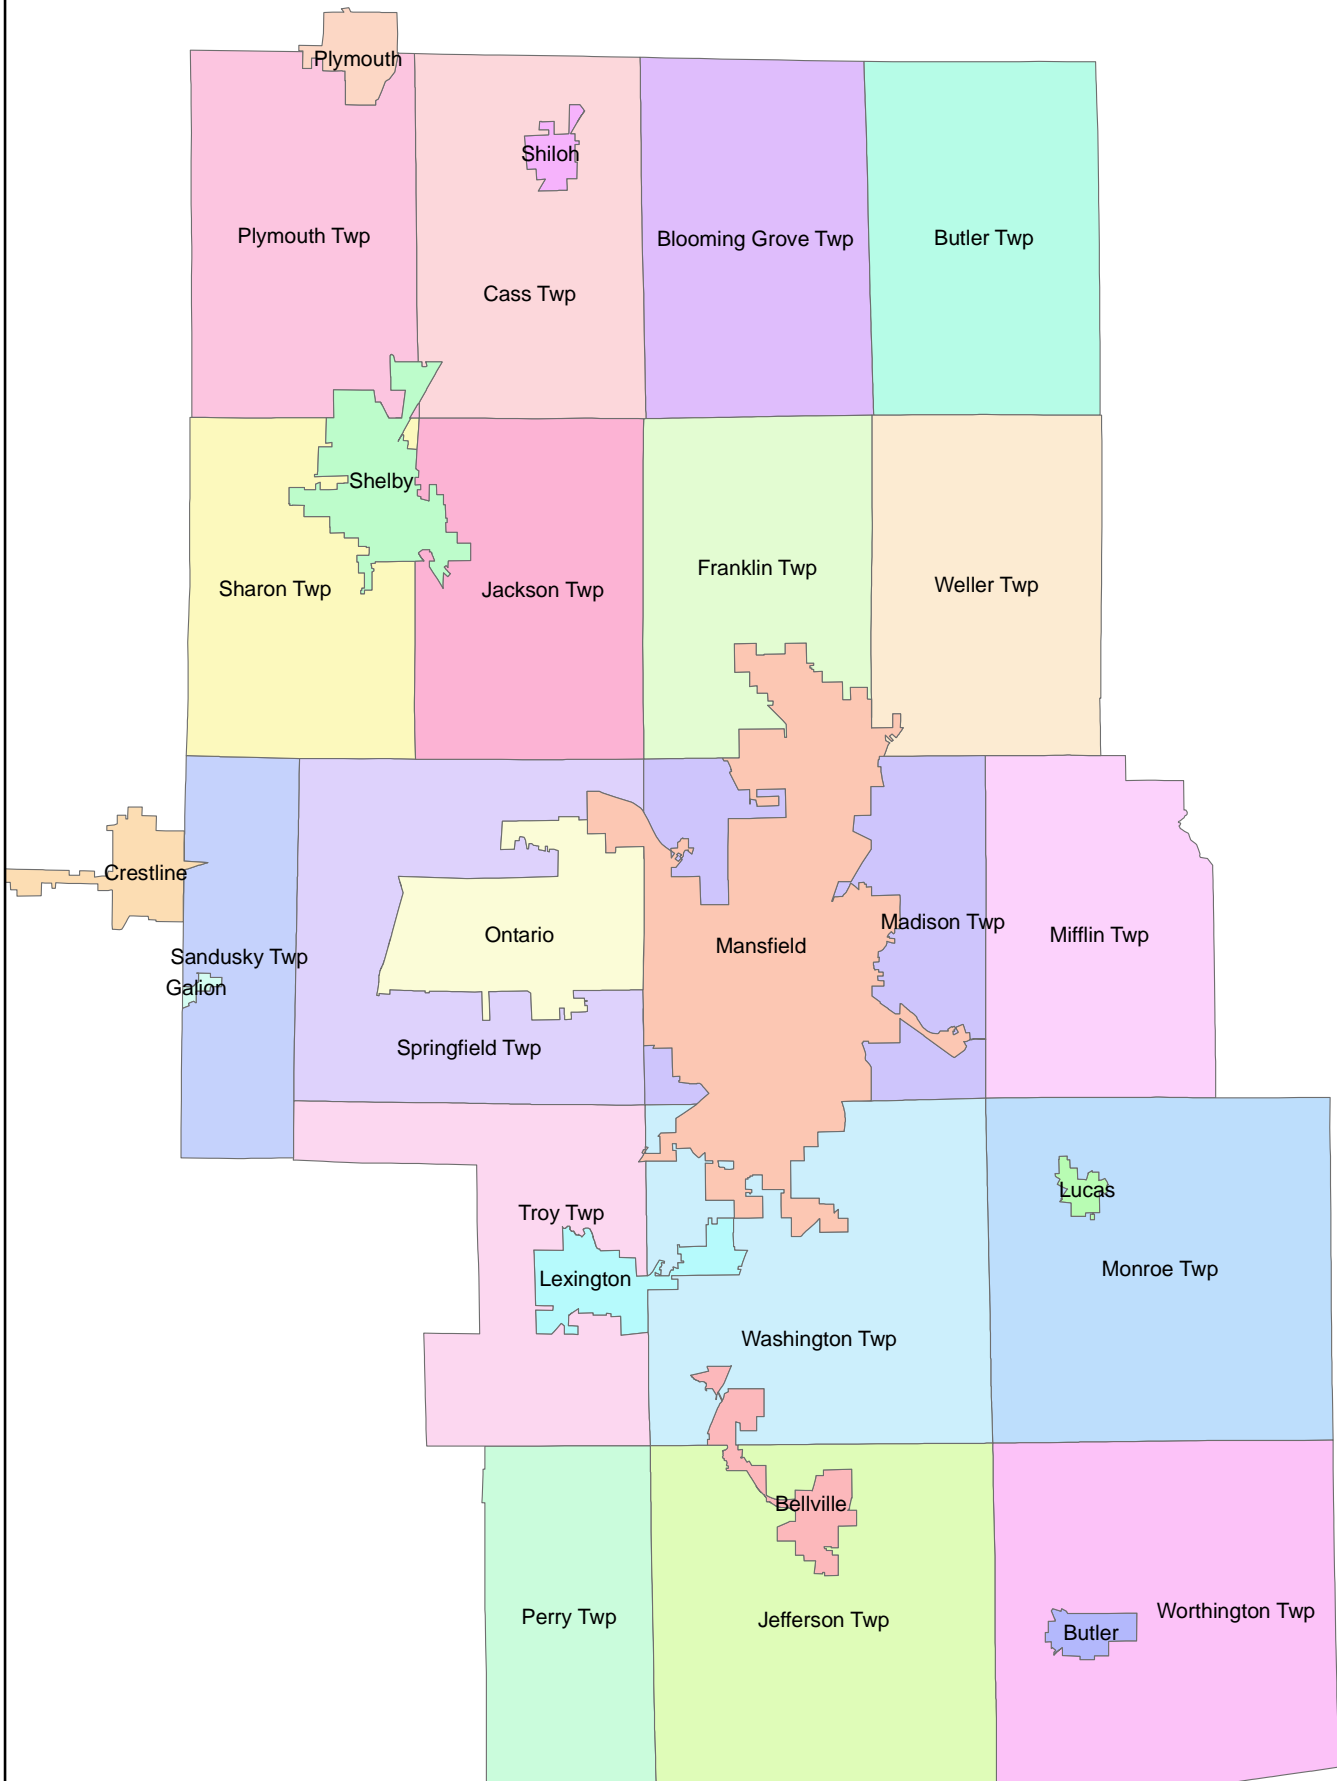 Plymouth
Shiloh
Plymouth Twp
Blooming Grove Twp
Butler Twp
Cass Twp
Shelby
Franklin Twp
Weller Twp
Sharon Twp
Jackson Twp
Crestline
Madison Twp
Ontario
Mansfield
Mifflin Twp
Sandusky Twp
Galion
Springfield Twp
Lucas
Troy Twp
Monroe Twp
Lexington
Washington Twp
Bellville
Worthington Twp
Perry Twp
Jefferson Twp
Butler